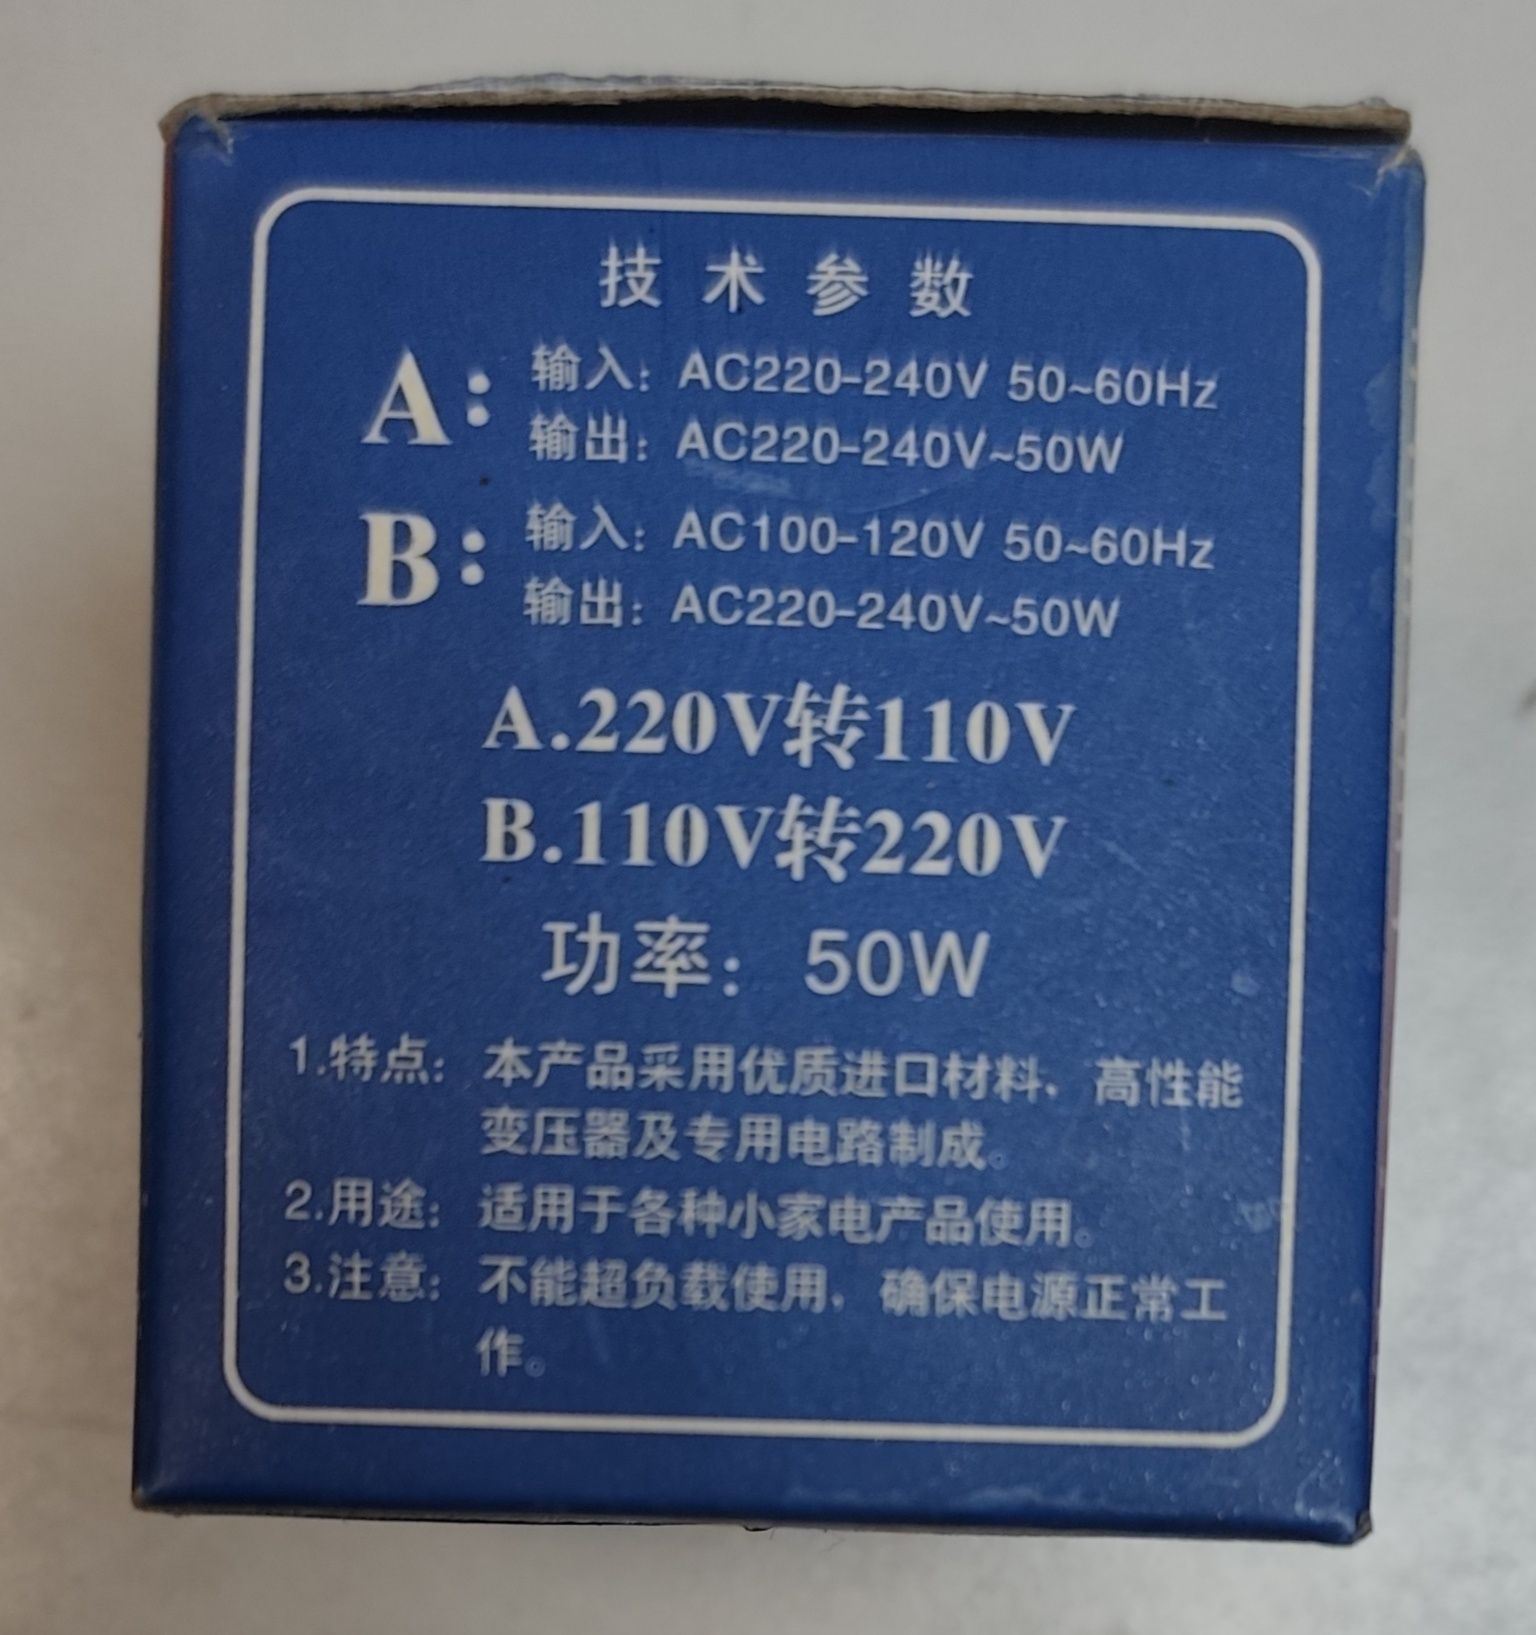 技术参数
A: 输入: AC220-240V 50~60Hz
输出: AC220-240V~50W
B: 输入: AC100-120V 50~60Hz
输出: AC220-240V~50W
A.220V转110V
B.110V转220V
功率: 50W
1.特点: 本产品采用优质进口材料, 高性能
变压器及专用电路制成。
2.用途: 适用于各种小家电产品使用。
3.注意: 不能超负载使用, 确保电源正常工
作。